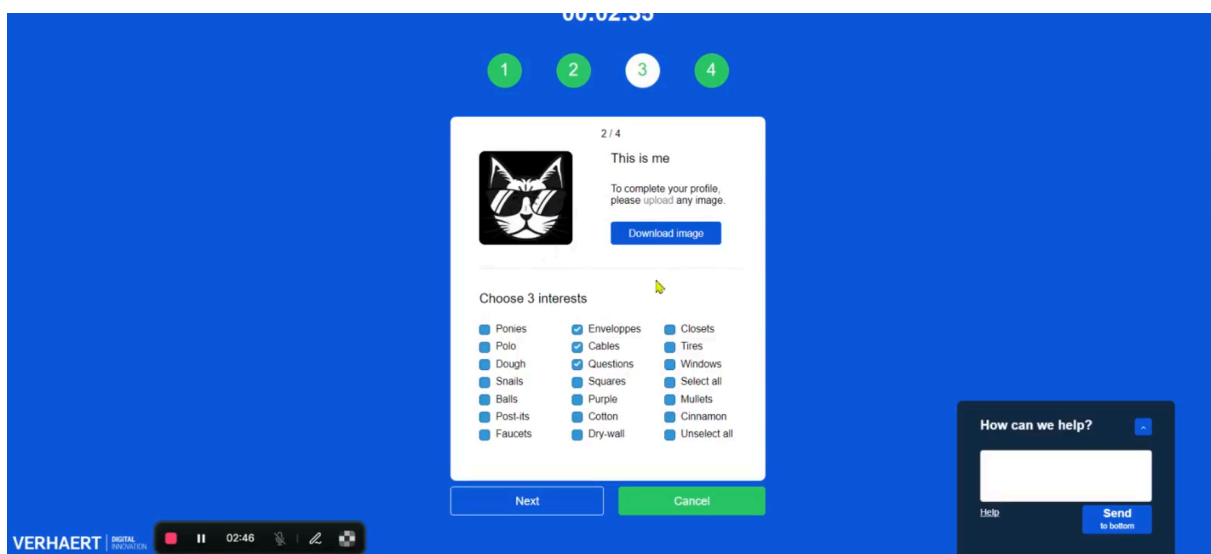 00:02:35
1 2 3 4
2 / 4
This is me
To complete your profile,
please upload any image.
Download image
Choose 3 interests
Ponies Enveloppes Closets
Polo Cables Tires
Dough Questions Windows
Snails Squares Select all
Balls Purple Mullets
Post-its Cotton Cinnamon
Faucets Dry-wall Unselect all
Next Cancel
How can we help?
Help
Send
to bottom
VERHAERT DIGITAL
INNOVATION
02:46